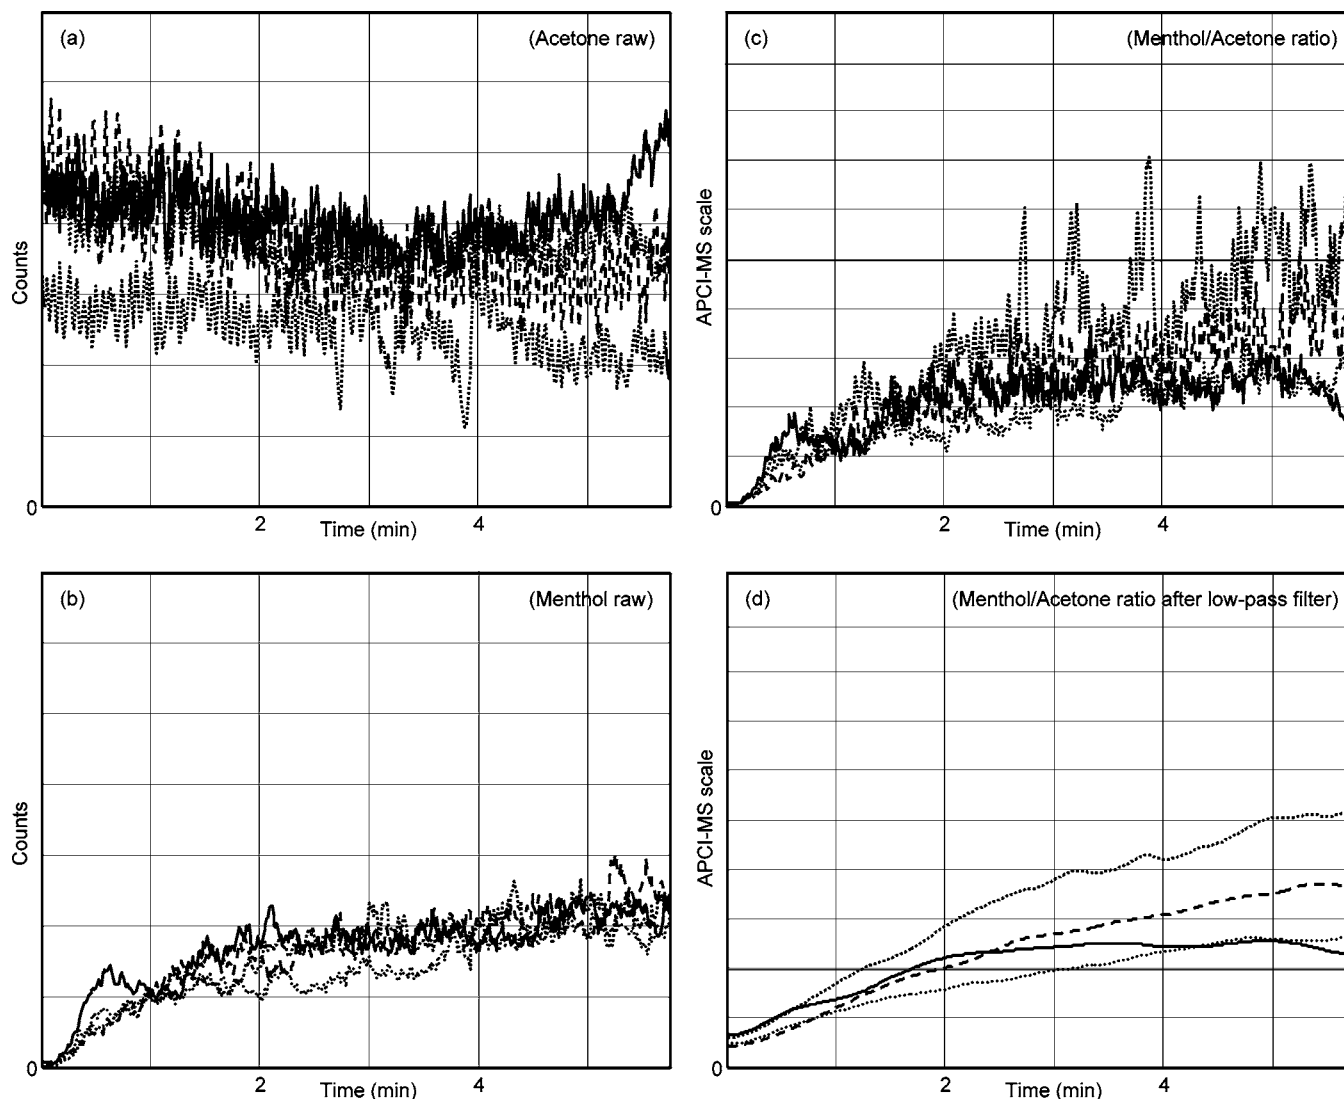 (a) (Acetone raw)
Counts
0
2 4
Time (min)
(c) (Menthol/Acetone ratio)
APCI-MS scale
0
2 4
Time (min)
(b) (Menthol raw)
Counts
0
2 4
Time (min)
(d) (Menthol/Acetone ratio after low-pass filter)
APCI-MS scale
0
2 4
Time (min)